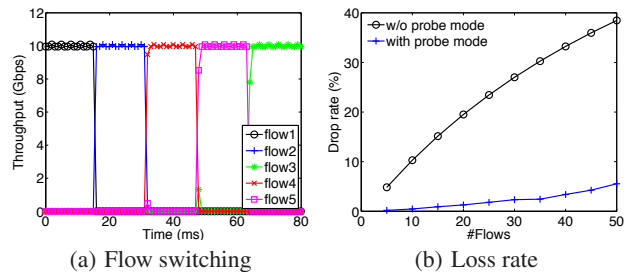 Throughput (Gbps)
12
10
8
6
4
2
0
flow1
flow2
flow3
flow4
flow5
0 20 40 60 80
Time (ms)
(a) Flow switching
Drop rate (%)
40
30
20
10
0
w/o probe mode
with probe mode
0 10 20 30 40 50
#Flows
(b) Loss rate